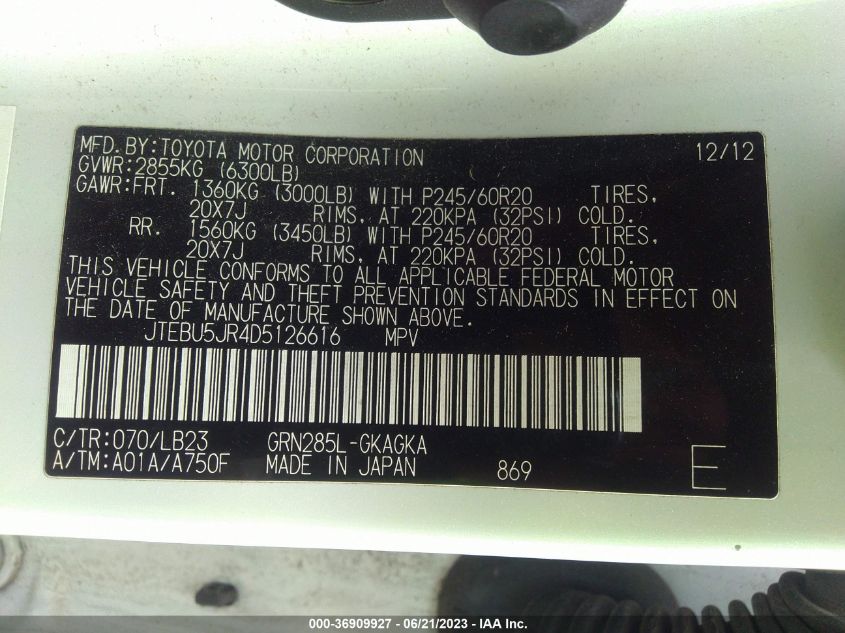 MFD.BY:TOYOTA MOTOR CORPORATION 12/12
GVWR:2855KG (6300LB)
GAWR:FRT. 1360KG (3000LB) WITH P245/60R20 TIRES,
20X7J RIMS, AT 220KPA (32PSI) COLD.
RR. 1560KG (3450LB) WITH P245/60R20 TIRES,
20X7J RIMS, AT 220KPA (32PSI) COLD.
THIS VEHICLE CONFORMS TO ALL APPLICABLE FEDERAL MOTOR
VEHICLE SAFETY AND THEFT PREVENTION STANDARDS IN EFFECT ON
THE DATE OF MANUFACTURE SHOWN ABOVE.
JTEBU5JR4D5126616 MPV
C/TR:070/LB23 GRN285L-GKAGKA
A/TM:A01A/A750F MADE IN JAPAN 869 E
000-36909927 - 06/21/2023 - IAA Inc.